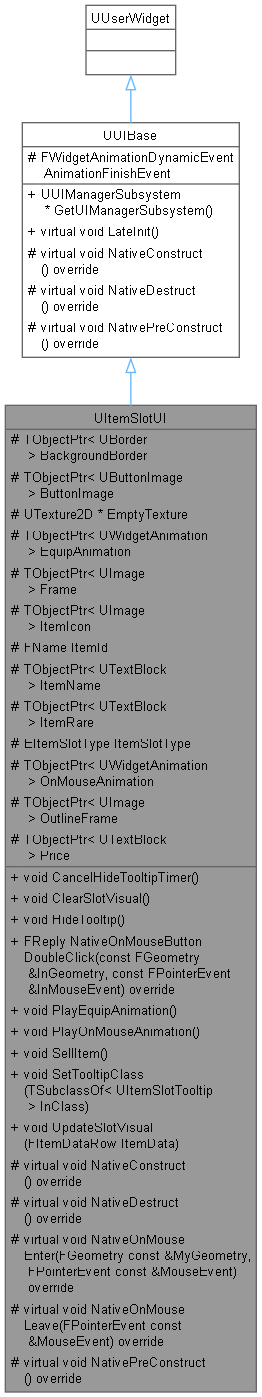 UUserWidget
UUIBase
# FWidgetAnimationDynamicEvent
AnimationFinishEvent
+ UUIManagerSubsystem
* GetUIManagerSubsystem()
+ virtual void LateInit()
# virtual void NativeConstruct
() override
# virtual void NativeDestruct
() override
# virtual void NativePreConstruct
() override
UItemSlotUI
# TObjectPtr< UBorder
> BackgroundBorder
# TObjectPtr< UButtonImage
> ButtonImage
# UTexture2D * EmptyTexture
# TObjectPtr< UWidgetAnimation
> EquipAnimation
# TObjectPtr< UImage
> Frame
# TObjectPtr< UImage
> ItemIcon
# FName ItemId
# TObjectPtr< UTextBlock
> ItemName
# TObjectPtr< UTextBlock
> ItemRare
# EItemSlotType ItemSlotType
# TObjectPtr< UWidgetAnimation
> OnMouseAnimation
# TObjectPtr< UImage
> OutlineFrame
# TObjectPtr< UTextBlock
> Price
+ void CancelHideTooltipTimer()
+ void ClearSlotVisual()
+ void HideTooltip()
+ FReply NativeOnMouseButton
DoubleClick(const FGeometry
&InGeometry, const FPointerEvent
&InMouseEvent) override
+ void PlayEquipAnimation()
+ void PlayOnMouseAnimation()
+ void SellItem()
+ void SetTooltipClass
(TSubclassOf< UItemSlotTooltip
> InClass)
+ void UpdateSlotVisual
(FItemDataRow ItemData)
# virtual void NativeConstruct
() override
# virtual void NativeDestruct
() override
# virtual void NativeOnMouse
Enter(FGeometry const &MyGeometry,
FPointerEvent const &MouseEvent)
override
# virtual void NativeOnMouse
Leave(FPointerEvent const
&MouseEvent) override
# virtual void NativePreConstruct
() override